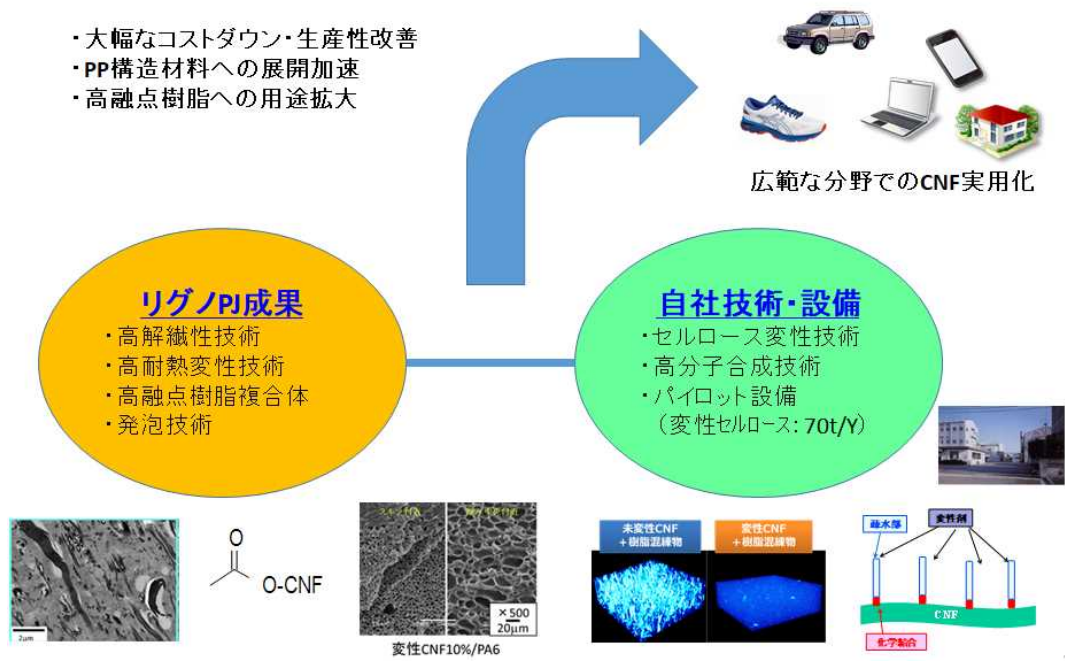 ・大幅なコストダウン・生産性改善
・PP構造材料への展開加速
・高融点樹脂への用途拡大
広範な分野でのCNF実用化
リグノPJ成果
・高解繊性技術
・高耐熱変性技術
・高融点樹脂複合体
・発泡技術
自社技術・設備
・セルロース変性技術
・高分子合成技術
・パイロット設備
（変性セルロース：70t/Y）
2μm
O
O-CNF
スキン付近
×500
20μm
変性CNF10%/PA6
未変性CNF
＋樹脂混練物
変性CNF
＋樹脂混練物
疎水部
変性剤
CNF
化学結合